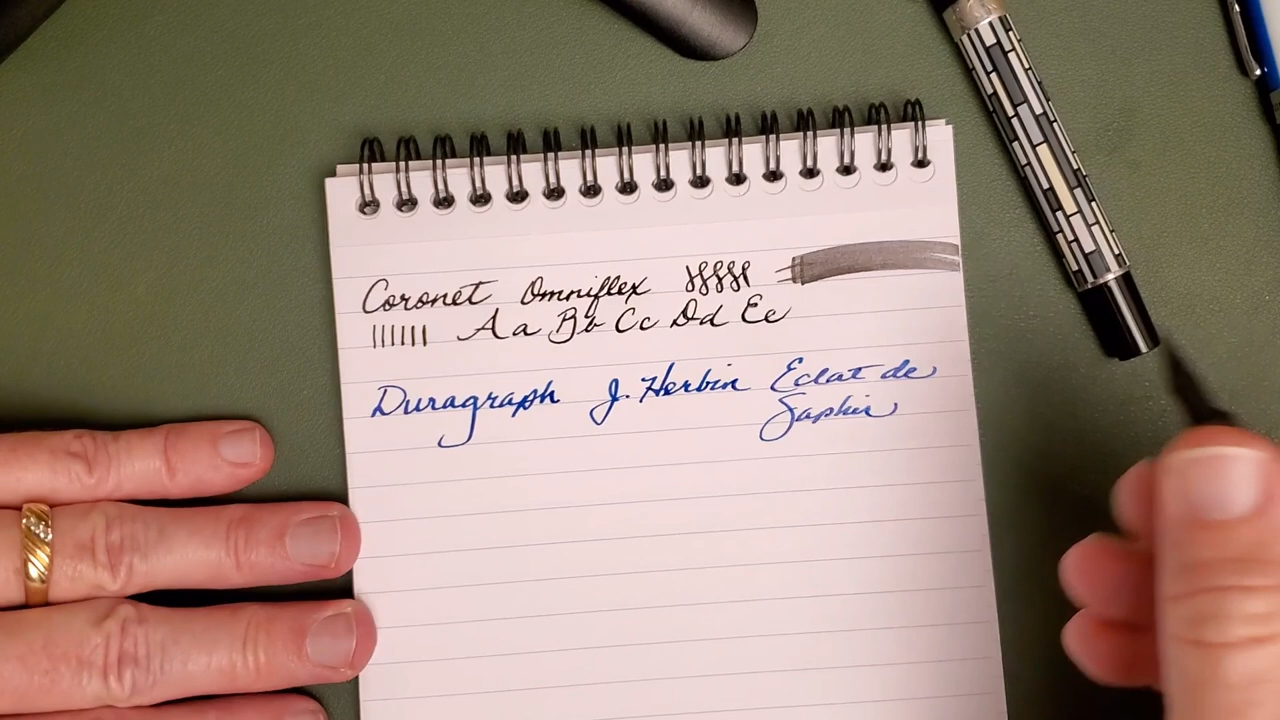 Coronet Omniflex
Aa Bb Cc Dd Ee
Duragraph J. Herbin Eclat de
Saphir